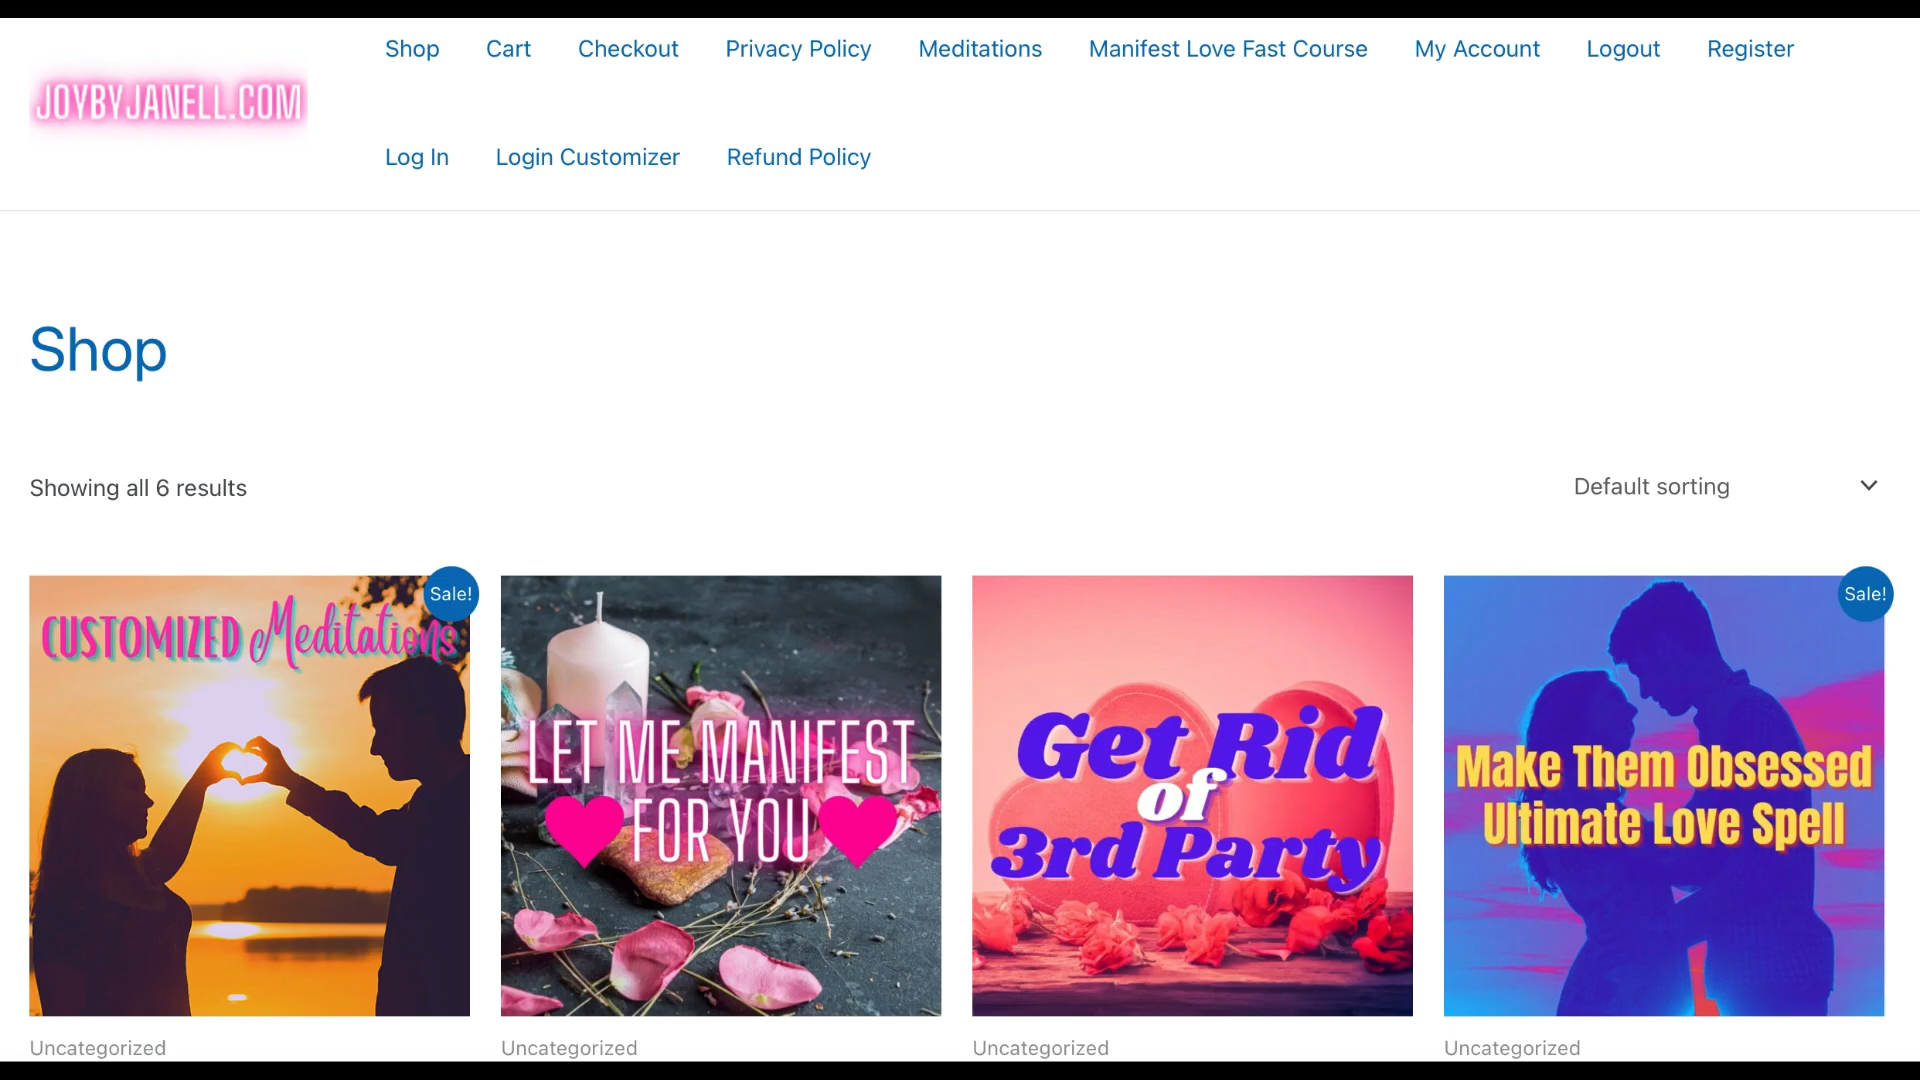 JOYBYJANELL.COM
Shop Cart Checkout Privacy Policy Meditations Manifest Love Fast Course My Account Logout Register
Log In Login Customizer Refund Policy
Shop
Showing all 6 results
Default sorting
Sale!
CUSTOMIZED Meditations
LET ME MANIFEST
FOR YOU
Get Rid
of
3rd Party
Sale!
Make Them Obsessed
Ultimate Love Spell
Uncategorized
Uncategorized
Uncategorized
Uncategorized